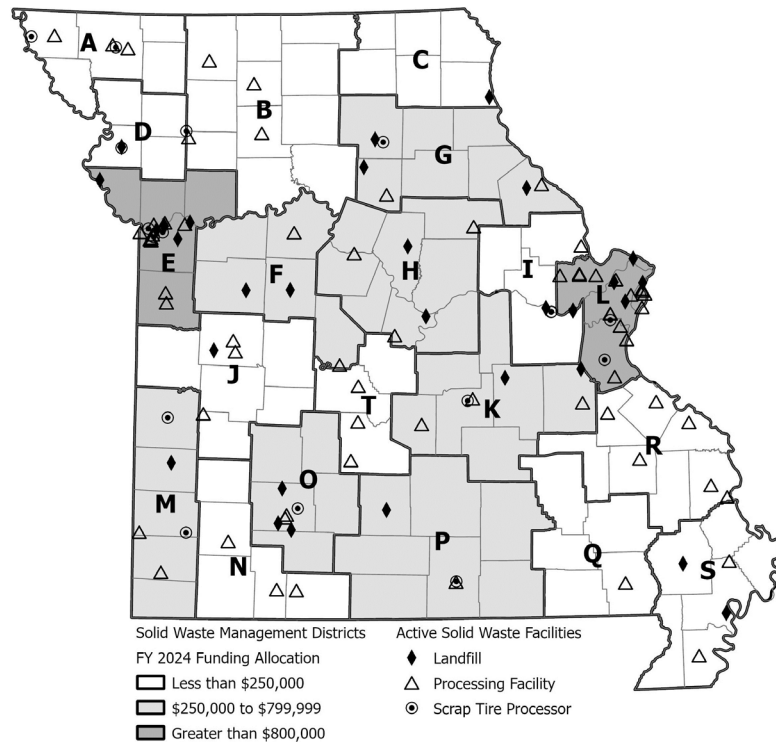 A
B
C
D
G
E
F
H
I
L
J
T
K
R
M
O
N
P
Q
S
Solid Waste Management Districts
FY 2024 Funding Allocation
Less than $250,000
$250,000 to $799,999
Greater than $800,000
Active Solid Waste Facilities
Landfill
Processing Facility
Scrap Tire Processor